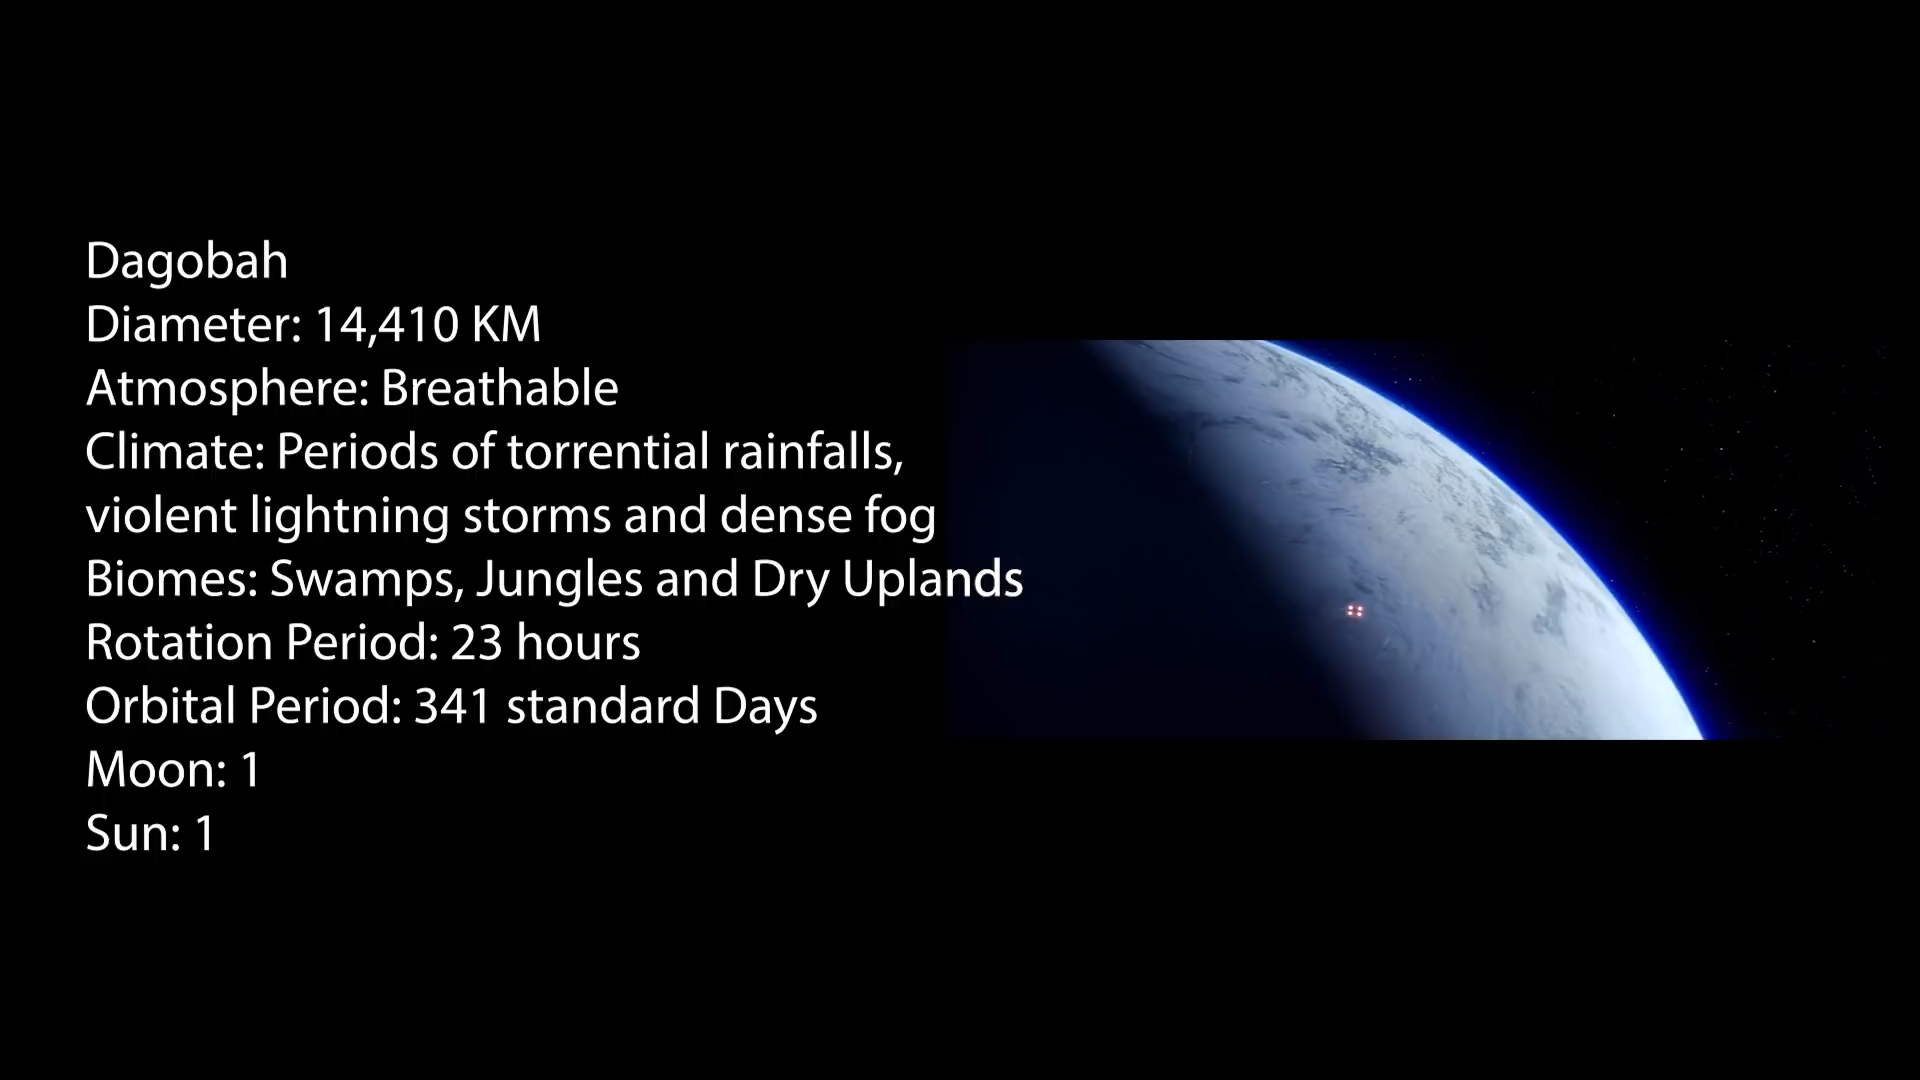 Dagobah
Diameter: 14,410 KM
Atmosphere: Breathable
Climate: Periods of torrential rainfalls,
violent lightning storms and dense fog
Biomes: Swamps, Jungles and Dry Uplands
Rotation Period: 23 hours
Orbital Period: 341 standard Days
Moon: 1
Sun: 1